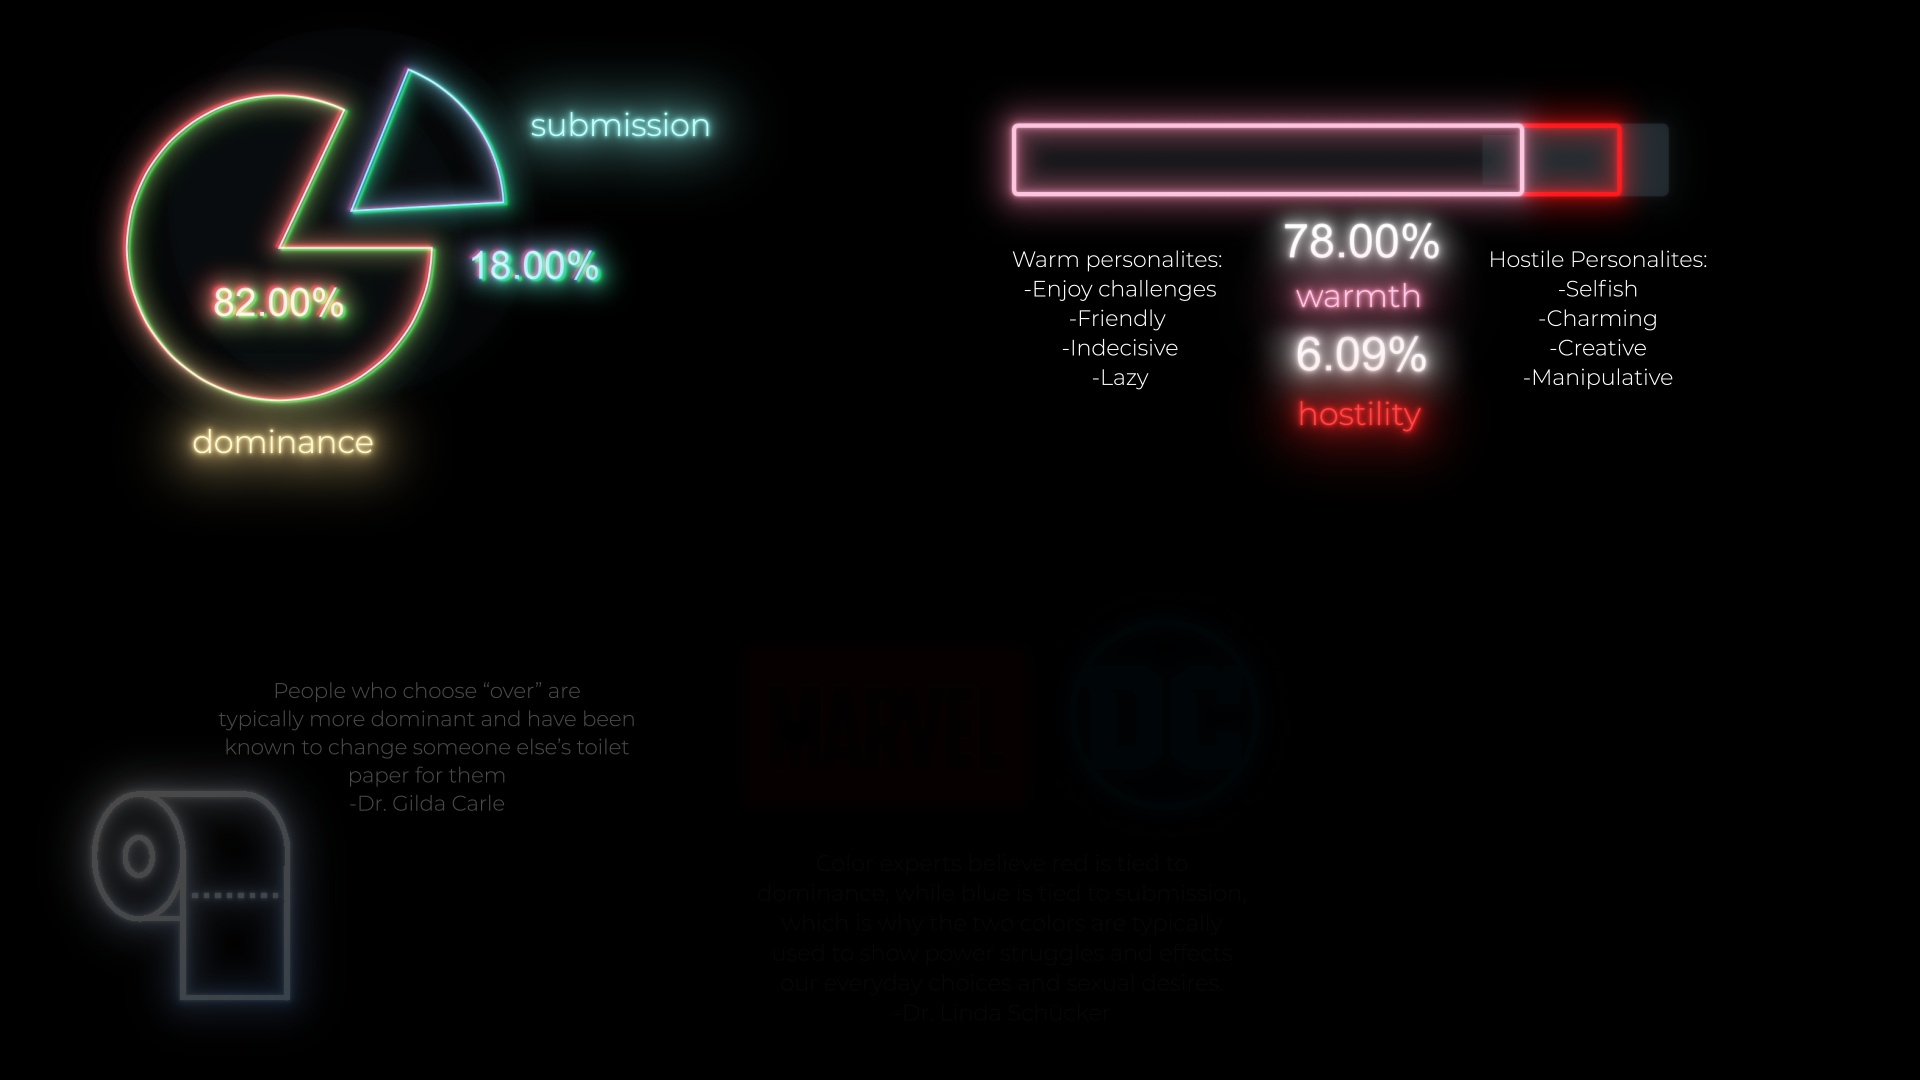 submission
18.00%
82.00%
dominance
78.00%
warmth
6.09%
hostility
Warm personalites:
-Enjoy challenges
-Friendly
-Indecisive
-Lazy
Hostile Personalites:
-Selfish
-Charming
-Creative
-Manipulative
People who choose “over” are
typically more dominant and have been
known to change someone else’s toilet
paper for them
-Dr. Gilda Carle
MARVEL
DC
Color experts believe red is tied to
dominance, while blue is tied to submission,
which is why the two colors are typically
used to show power struggles and effects
our everyday choices and sexual desires.
-Dr. Linda Schucker